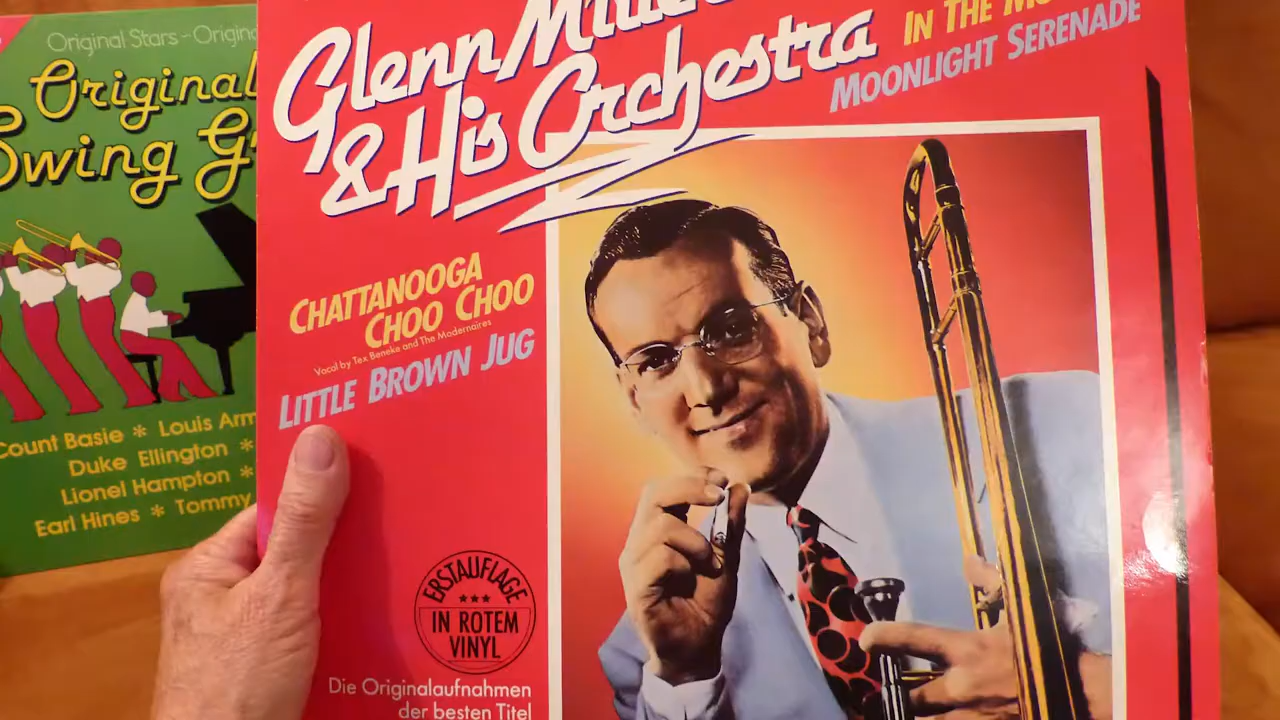 Original Stars - Origin
Original
Swing G
Count Basie * Louis Arm
Duke Ellington *
Lionel Hampton *
Earl Hines * Tommy
Glenn Mille
& His Orchestra
IN THE MO
MOONLIGHT SERENADE
CHATTANOOGA
CHOO CHOO
Vocal by Tex Beneke and The Modernaires
LITTLE BROWN JUG
ERSTAUFLAGE
IN ROTEM
VINYL
Die Originalaufnahmen
der besten Titel